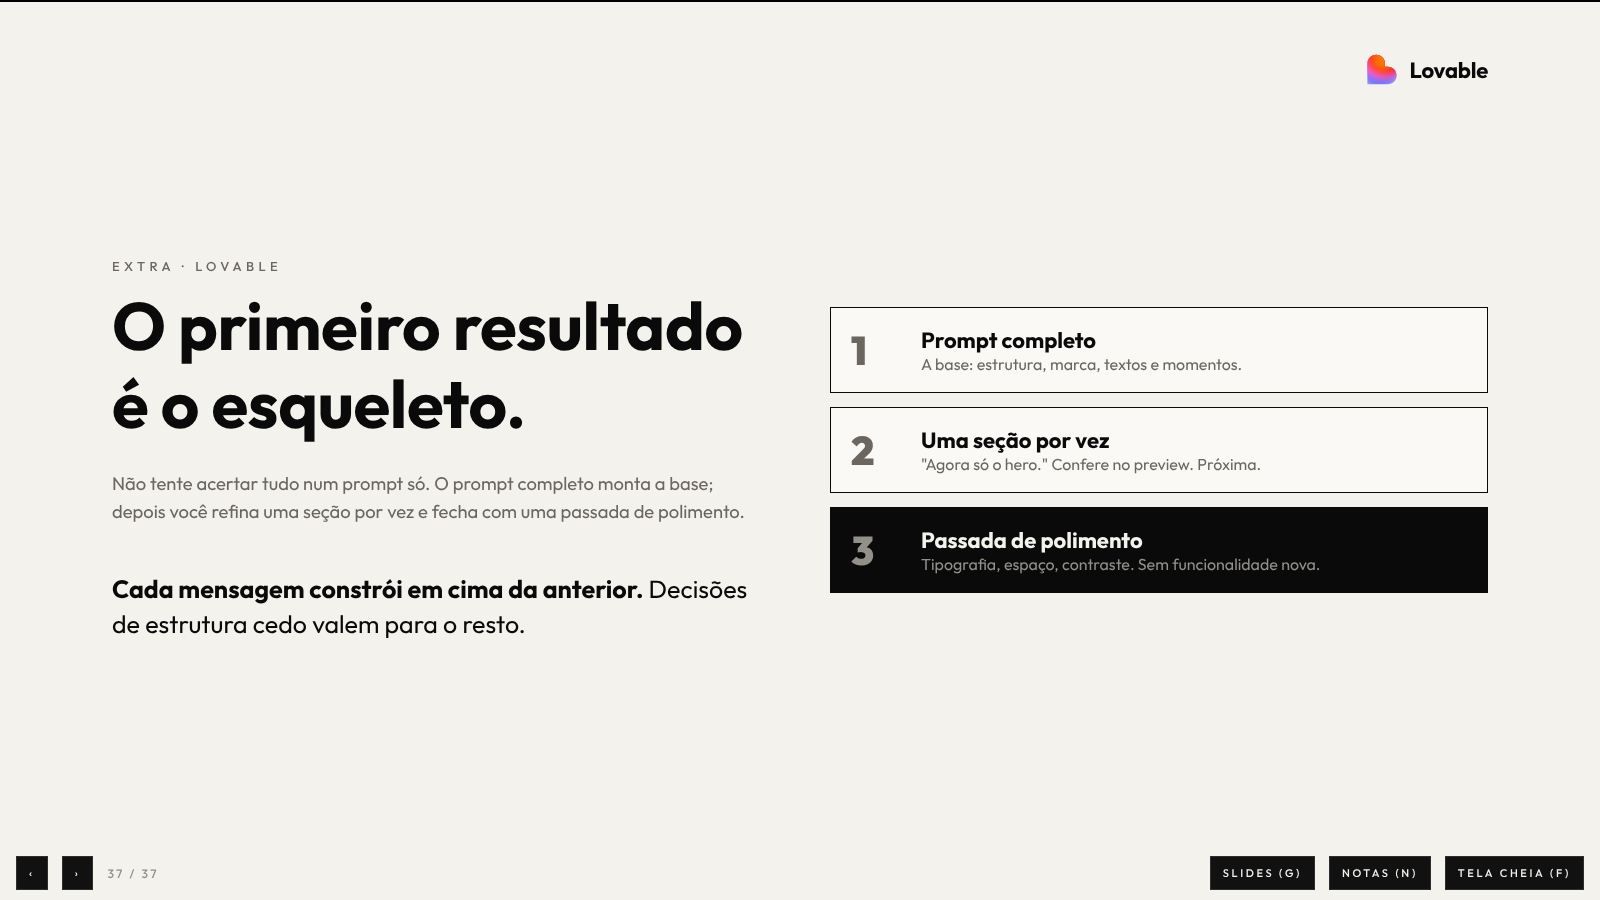 Lovable
EXTRA · LOVABLE
O primeiro resultado
é o esqueleto.
Não tente acertar tudo num prompt só. O prompt completo monta a base;
depois você refina uma seção por vez e fecha com uma passada de polimento.
Cada mensagem constrói em cima da anterior. Decisões
de estrutura cedo valem para o resto.
1
Prompt completo
A base: estrutura, marca, textos e momentos.
2
Uma seção por vez
"Agora só o hero." Confere no preview. Próxima.
3
Passada de polimento
Tipografia, espaço, contraste. Sem funcionalidade nova.
‹ › 37 / 37
SLIDES (G) NOTAS (N) TELA CHEIA (F)